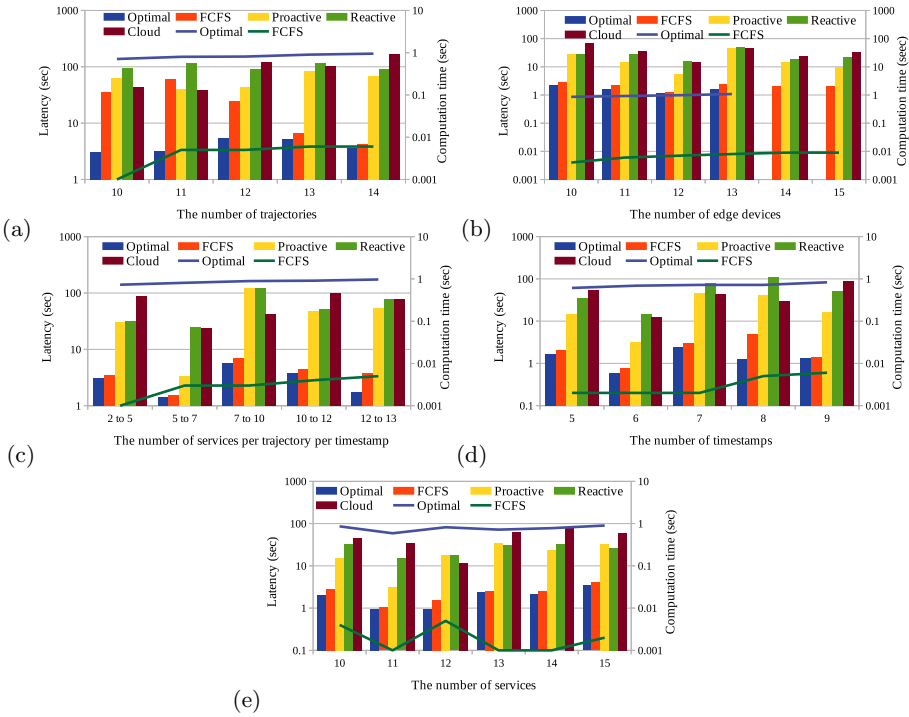 Optimal FCFS Proactive Reactive
Cloud Optimal FCFS
1000
100
10
1
10
1
0.1
0.01
0.001
Latency (sec)
Computation time (sec)
10 11 12 13 14
The number of trajectories
(a)
Optimal FCFS Proactive Reactive
Cloud Optimal FCFS
1000
100
10
1
0.1
0.01
0.001
1000
100
10
1
0.1
0.01
0.001
Latency (sec)
Computation time (seec)
10 11 12 13 14 15
The number of edge devices
(b)
Optimal FCFS Proactive Reactive
Cloud Optimal FCFS
1000
100
10
1
10
1
0.1
0.01
0.001
Latency (sec)
Computation time (sec)
2 to 5 5 to 7 7 to 10 10 to 12 12 to 13
The number of services per trajectory per timestamp
(c)
Optimal FCFS Proactive Reactive
Cloud Optimal FCFS
1000
100
10
1
0.1
10
1
0.1
0.01
0.001
Latency (sec)
Computation time (sec)
5 6 7 8 9
The number of timestamps
(d)
Optimal FCFS Proactive Reactive
Cloud Optimal FCFS
1000
100
10
1
0.1
10
1
0.1
0.01
0.001
Latency (sec)
Computation time (sec)
10 11 12 13 14 15
The number of services
(e)